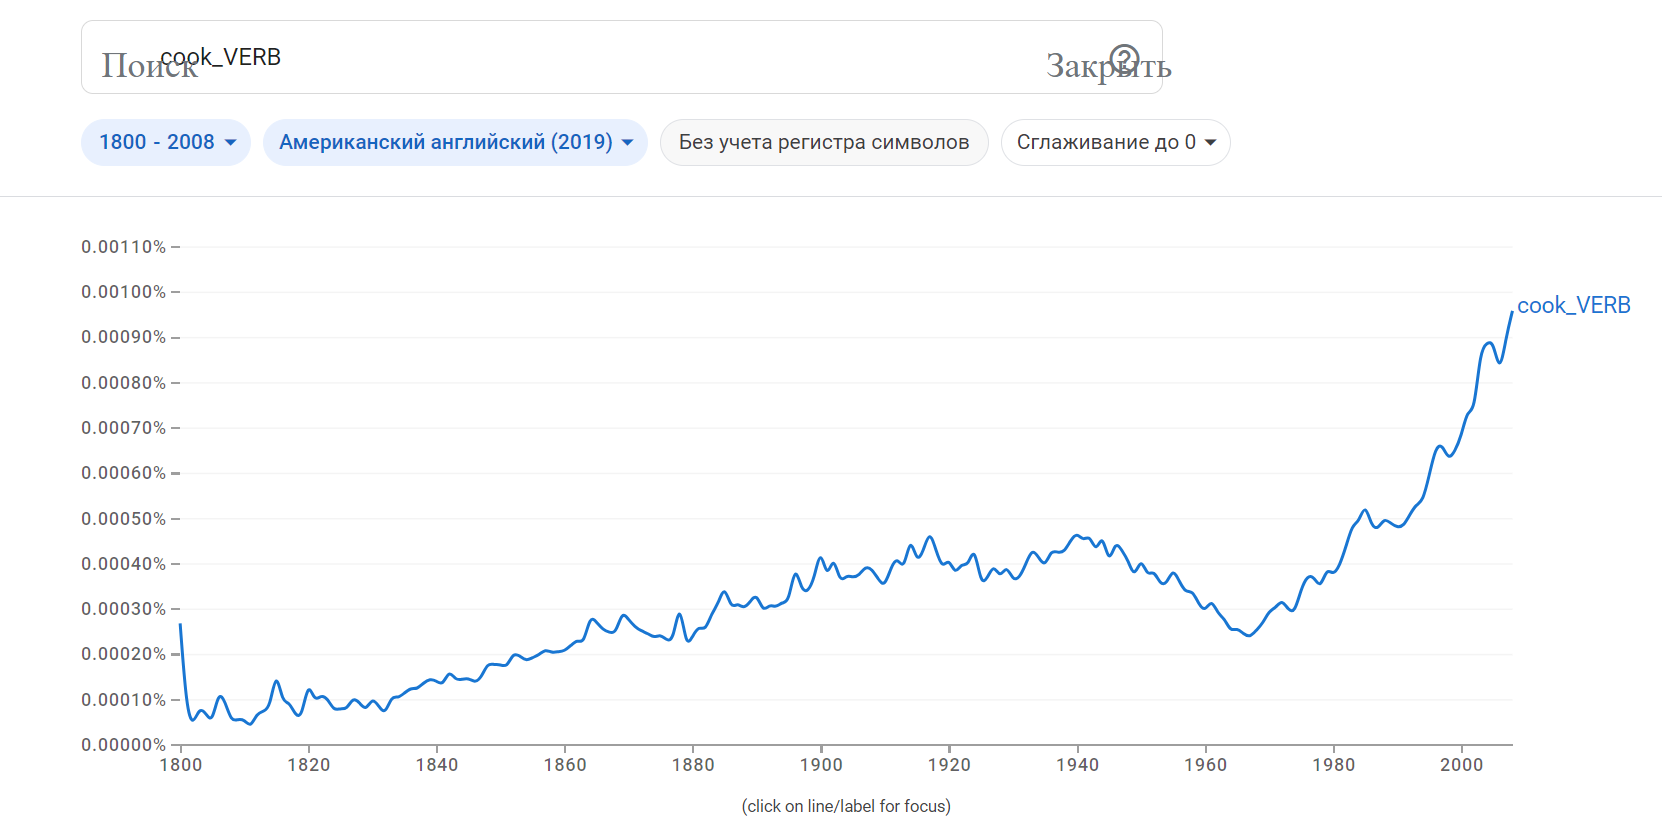 Поиск cook_VERB Закрыть
1800 - 2008 Американский английский (2019) Без учета регистра символов Сглаживание до 0
0.00110%
0.00100%
cook_VERB
0.00090%
0.00080%
0.00070%
0.00060%
0.00050%
0.00040%
0.00030%
0.00020%
0.00010%
0.00000%
1800 1820 1840 1860 1880 1900 1920 1940 1960 1980 2000
(click on line/label for focus)